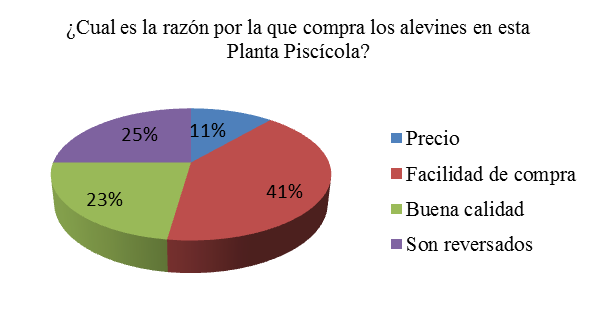 ¿Cual es la razón por la que compra los alevines en esta
Planta Piscícola?
25%
11%
41%
23%
Precio
Facilidad de compra
Buena calidad
Son reversados